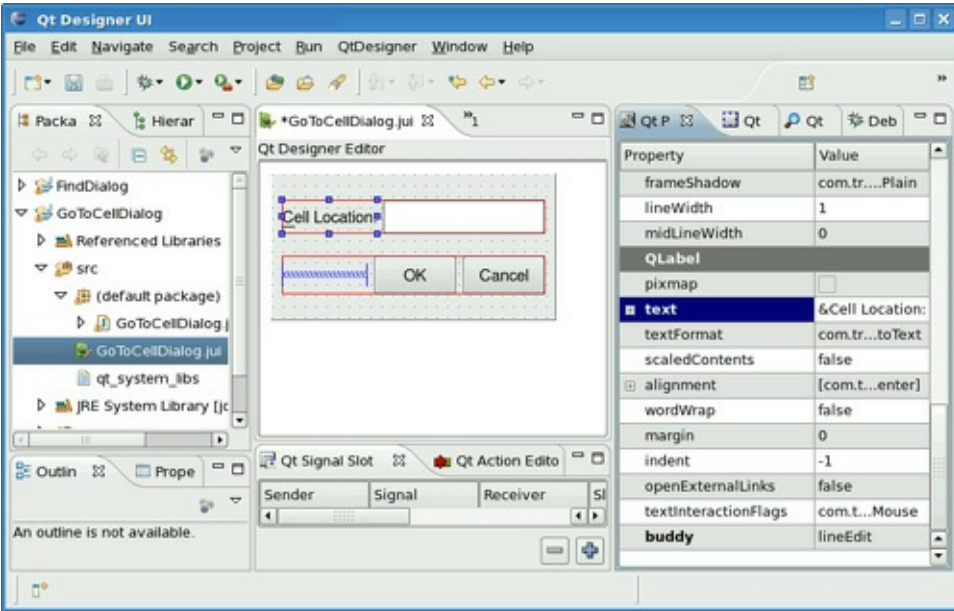 Qt Designer UI
File Edit Navigate Search Project Run QtDesigner Window Help
Packa
Hierar
FindDialog
GoToCellDialog
Referenced Libraries
src
(default package)
GoToCellDialog.j
GoToCellDialog.jui
qt_system_libs
JRE System Library [jc
Outlin
Prope
An outline is not available.
*GoToCellDialog.jui
»1
Qt Designer Editor
Cell Location:
OK
Cancel
Qt Signal Slot
Qt Action Edito
Sender Signal Receiver Sl
Qt P
Qt
Qt
Deb
»
Property Value
frameShadow com.tr....Plain
lineWidth 1
midLineWidth 0
QLabel
pixmap
text &Cell Location:
textFormat com.tr...toText
scaledContents false
alignment [com.t...enter]
wordWrap false
margin 0
indent -1
openExternalLinks false
textInteractionFlags com.t...Mouse
buddy lineEdit